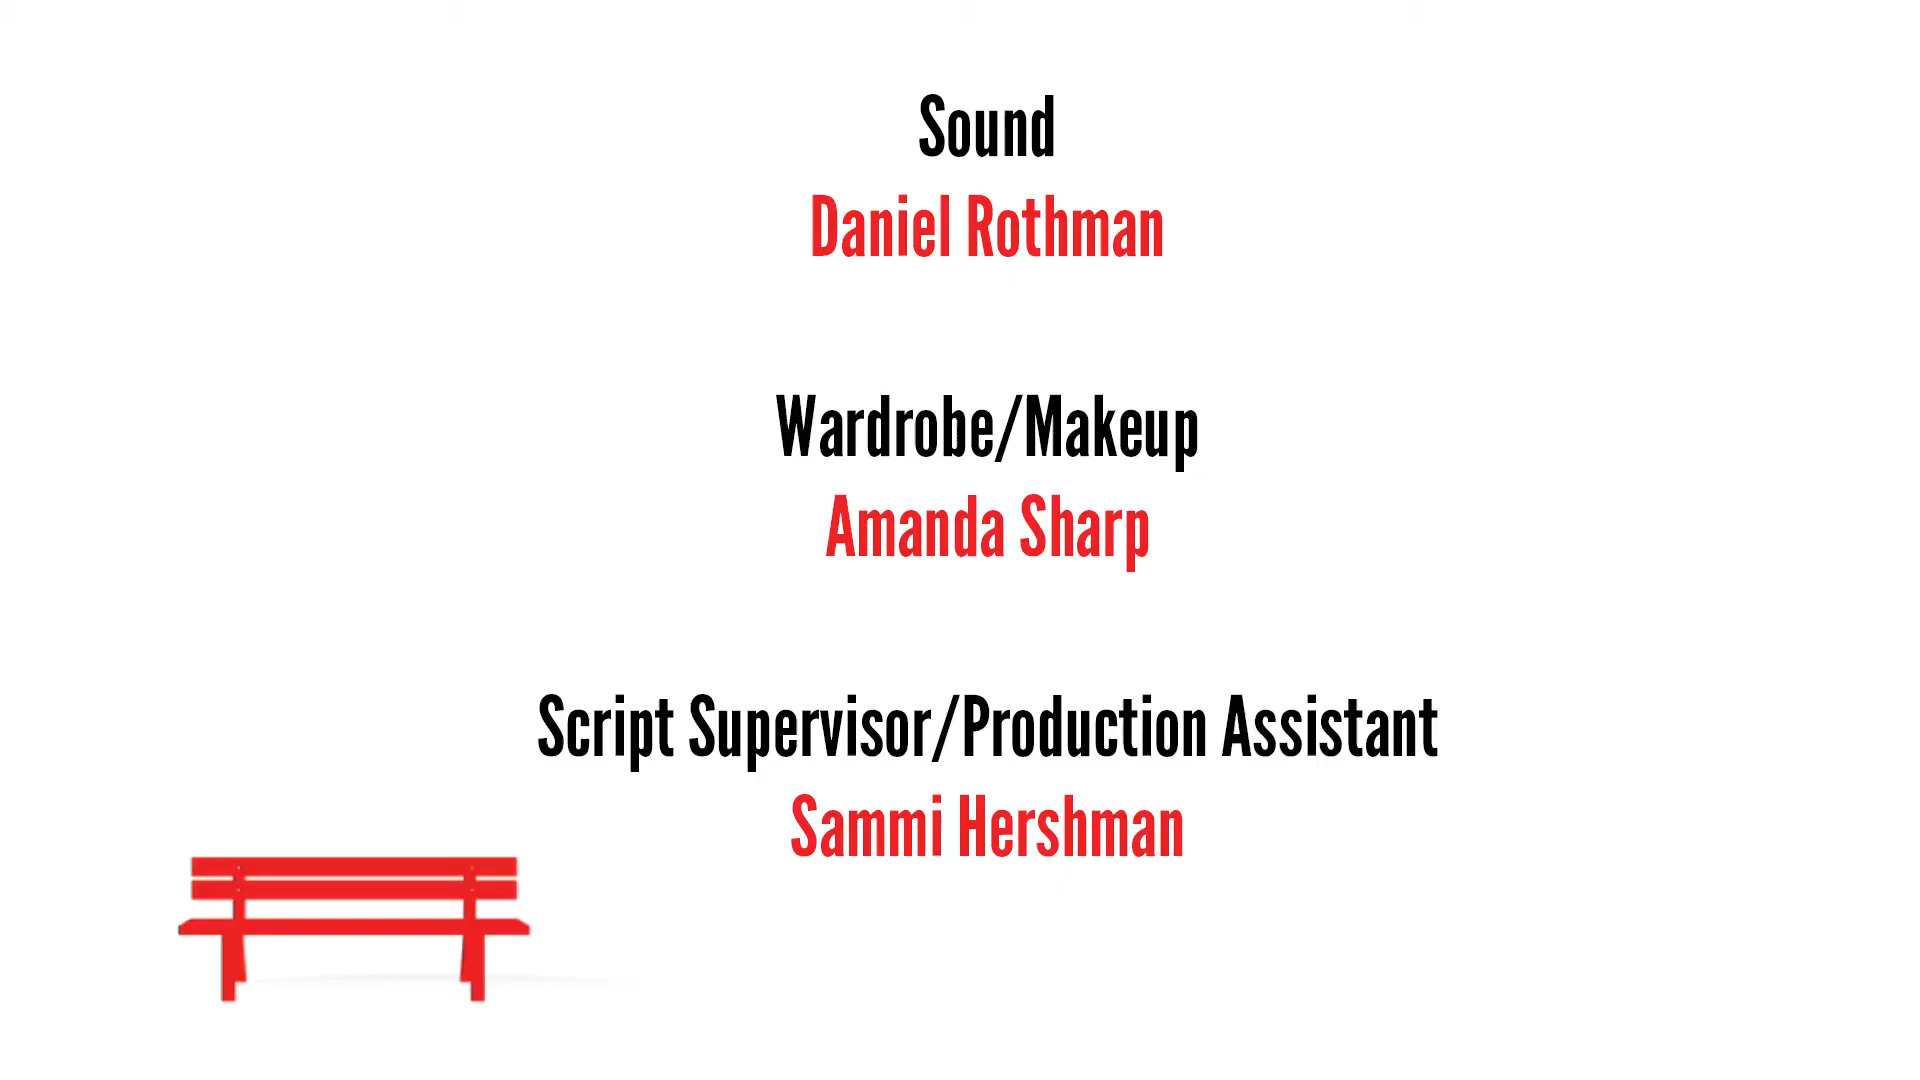 Sound
Daniel Rothman
Wardrobe/Makeup
Amanda Sharp
Script Supervisor/Production Assistant
Sammi Hershman